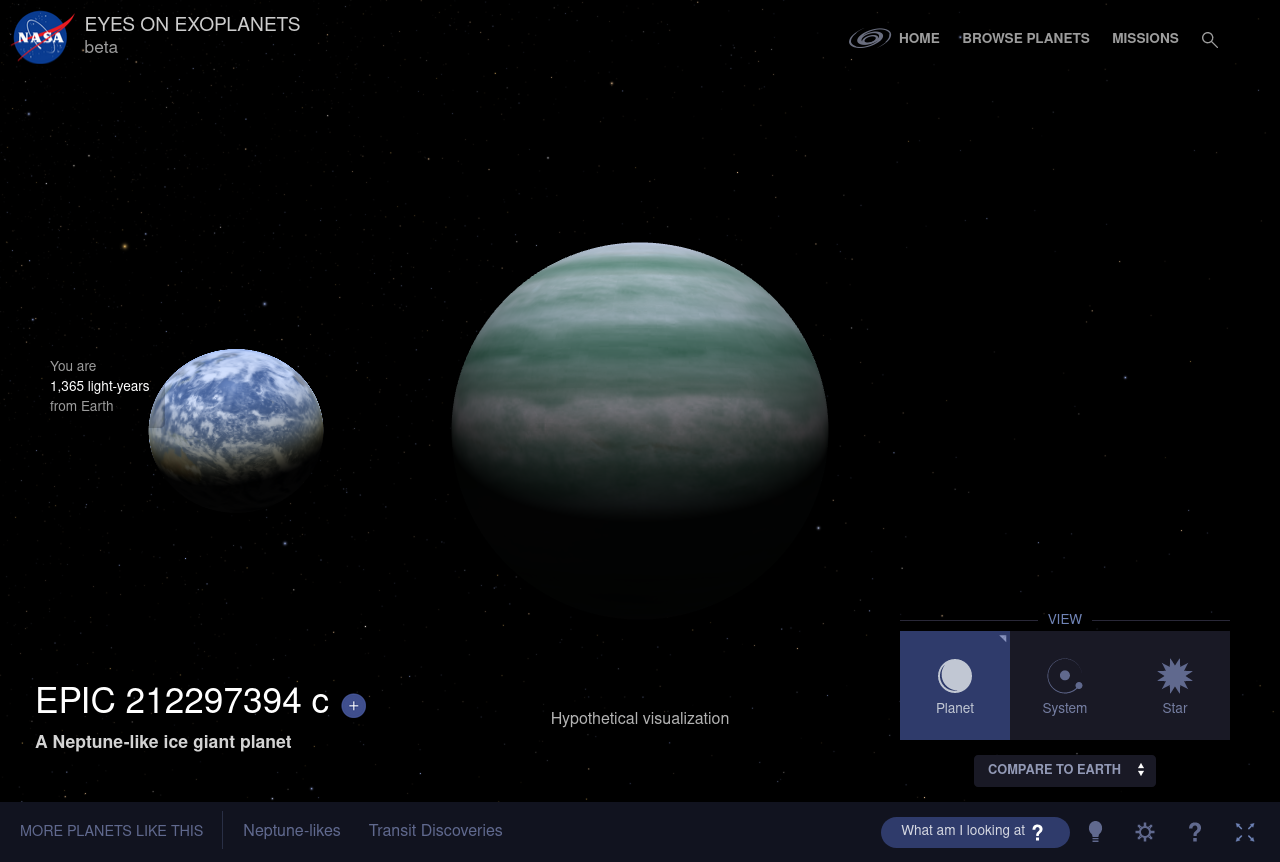 NASA
EYES ON EXOPLANETS
beta
HOME
BROWSE PLANETS
MISSIONS
You are
1,365 light-years
from Earth
VIEW
Planet
System
Star
EPIC 212297394 c +
A Neptune-like ice giant planet
Hypothetical visualization
COMPARE TO EARTH
MORE PLANETS LIKE THIS
Neptune-likes
Transit Discoveries
What am I looking at ?
?